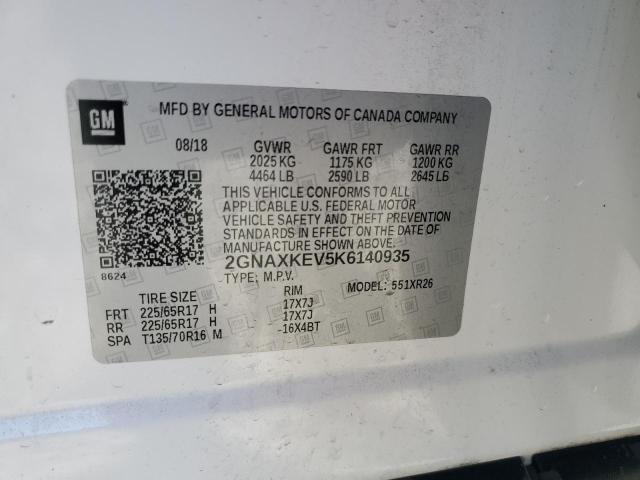 GM
MFD BY GENERAL MOTORS OF CANADA COMPANY
08/18 GVWR GAWR FRT GAWR RR
2025 KG 1175 KG 1200 KG
4464 LB 2590 LB 2645 LB
THIS VEHICLE CONFORMS TO ALL
APPLICABLE U.S. FEDERAL MOTOR
VEHICLE SAFETY AND THEFT PREVENTION
STANDARDS IN EFFECT ON THE DATE OF
MANUFACTURE SHOWN ABOVE.
8624
2GNAXKEV5K6140935
TYPE: M.P.V. MODEL: 551XR26
TIRE SIZE RIM
FRT 225/65R17 H 17X7J
RR 225/65R17 H 17X7J
SPA T135/70R16 M -16X4BT